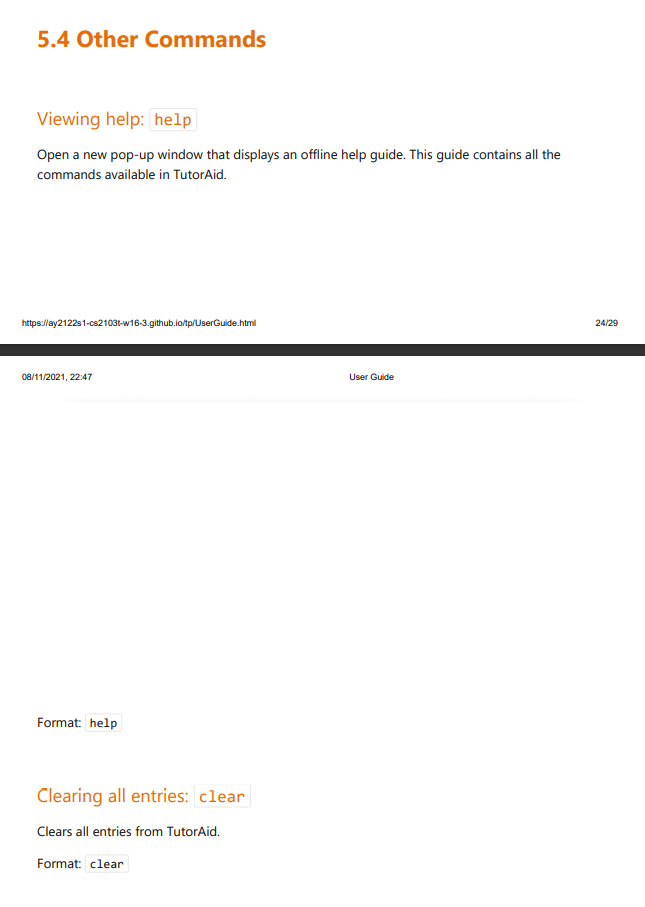 5.4 Other Commands
Viewing help: help
Open a new pop-up window that displays an offline help guide. This guide contains all the
commands available in TutorAid.
https://ay2122s1-cs2103t-w16-3.github.io/tp/UserGuide.html 24/29
08/11/2021, 22:47 User Guide
Format: help
Clearing all entries: clear
Clears all entries from TutorAid.
Format: clear